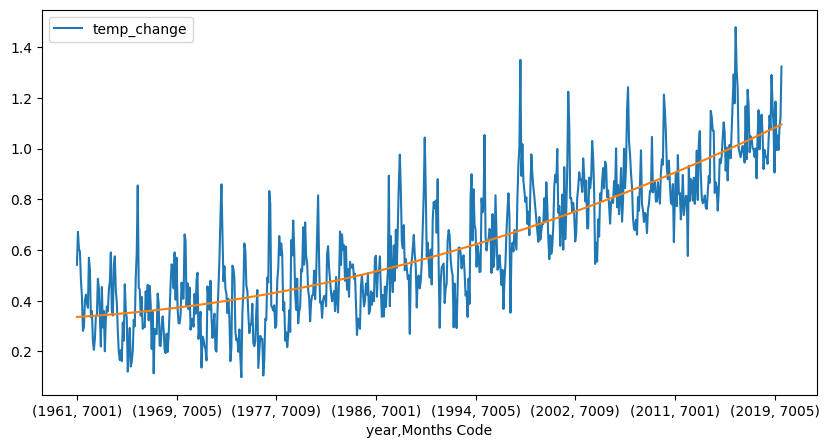 temp_change
1.4
1.2
1.0
0.8
0.6
0.4
0.2
(1961, 7001) (1969, 7005) (1977, 7009) (1986, 7001) (1994, 7005) (2002, 7009) (2011, 7001) (2019, 7005)
year,Months Code